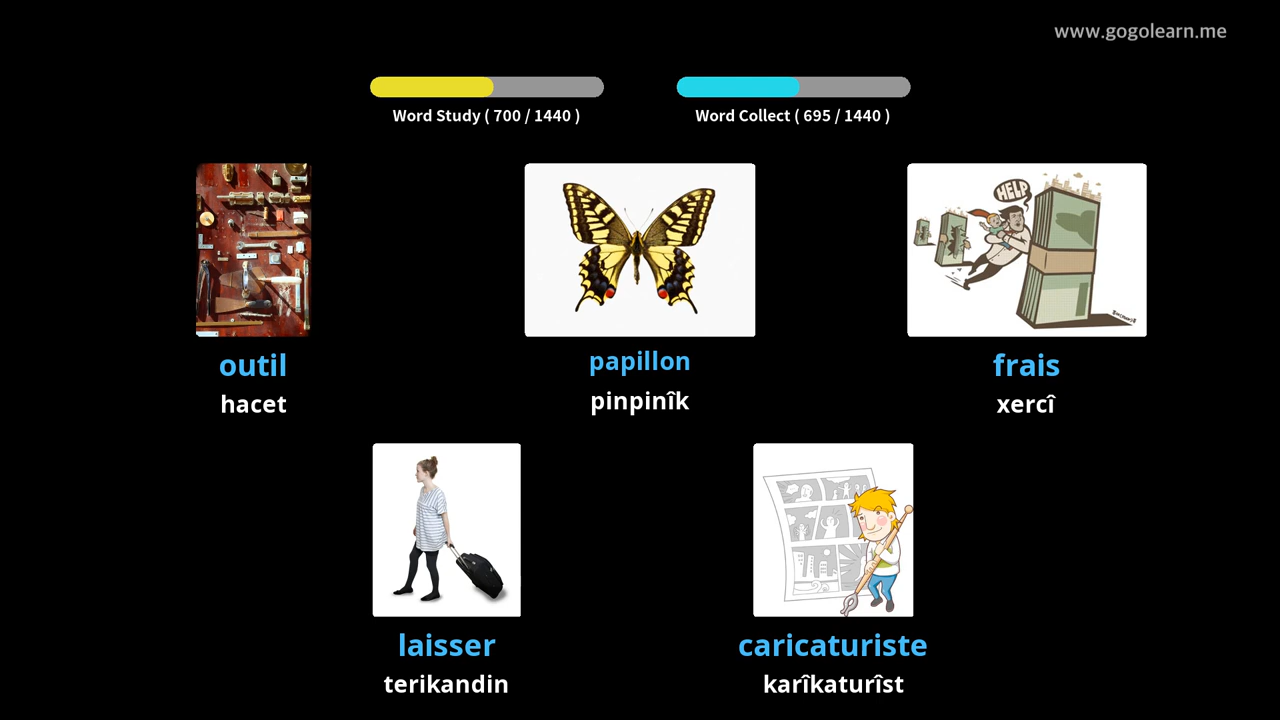 www.gogolearn.me
Word Study ( 700 / 1440 )
Word Collect ( 695 / 1440 )
HELP
outil
hacet
papillon
pinpinîk
frais
xercî
laisser
terikandin
caricaturiste
karîkaturîst